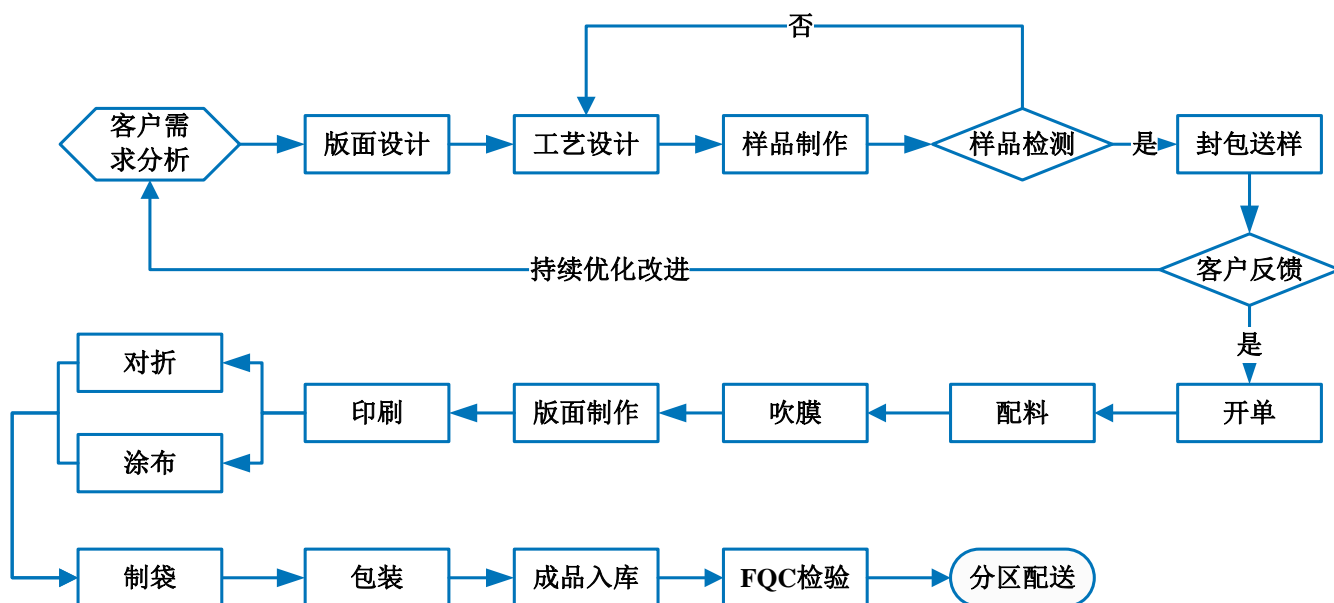 否
客户需
求分析
版面设计
工艺设计
样品制作
样品检测
是
封包送样
持续优化改进
客户反馈
是
对折
印刷
版面制作
吹膜
配料
开单
涂布
制袋
包装
成品入库
FQC检验
分区配送